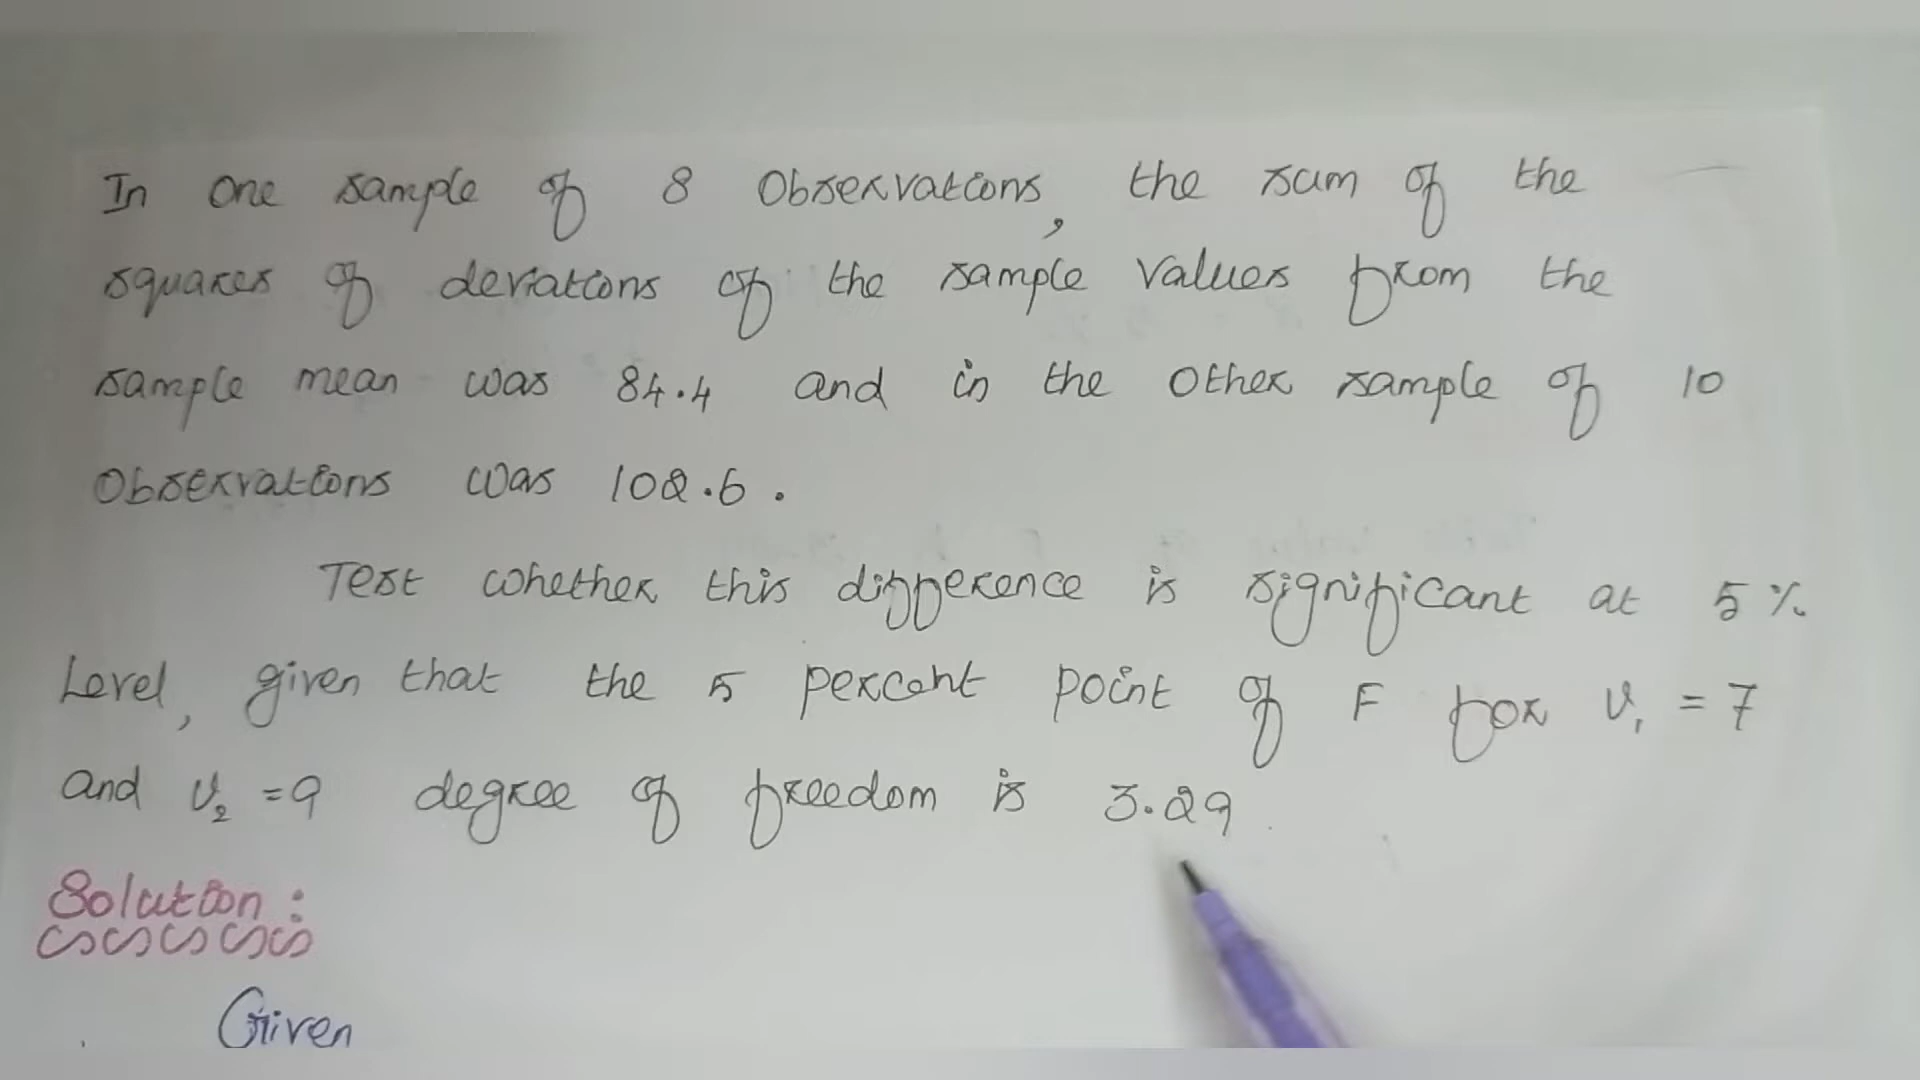 In one sample of 8 Observations, the sum of the
squares of deviations of the sample values from the
sample mean was 84.4 and in the other sample of 10
Observations was 102.6.
Test whether this difference is significant at 5%
Level, given that the 5 percent point of F for V₁ = 7
and V₂ = 9 degree of freedom is 3.29
Solution:
Given